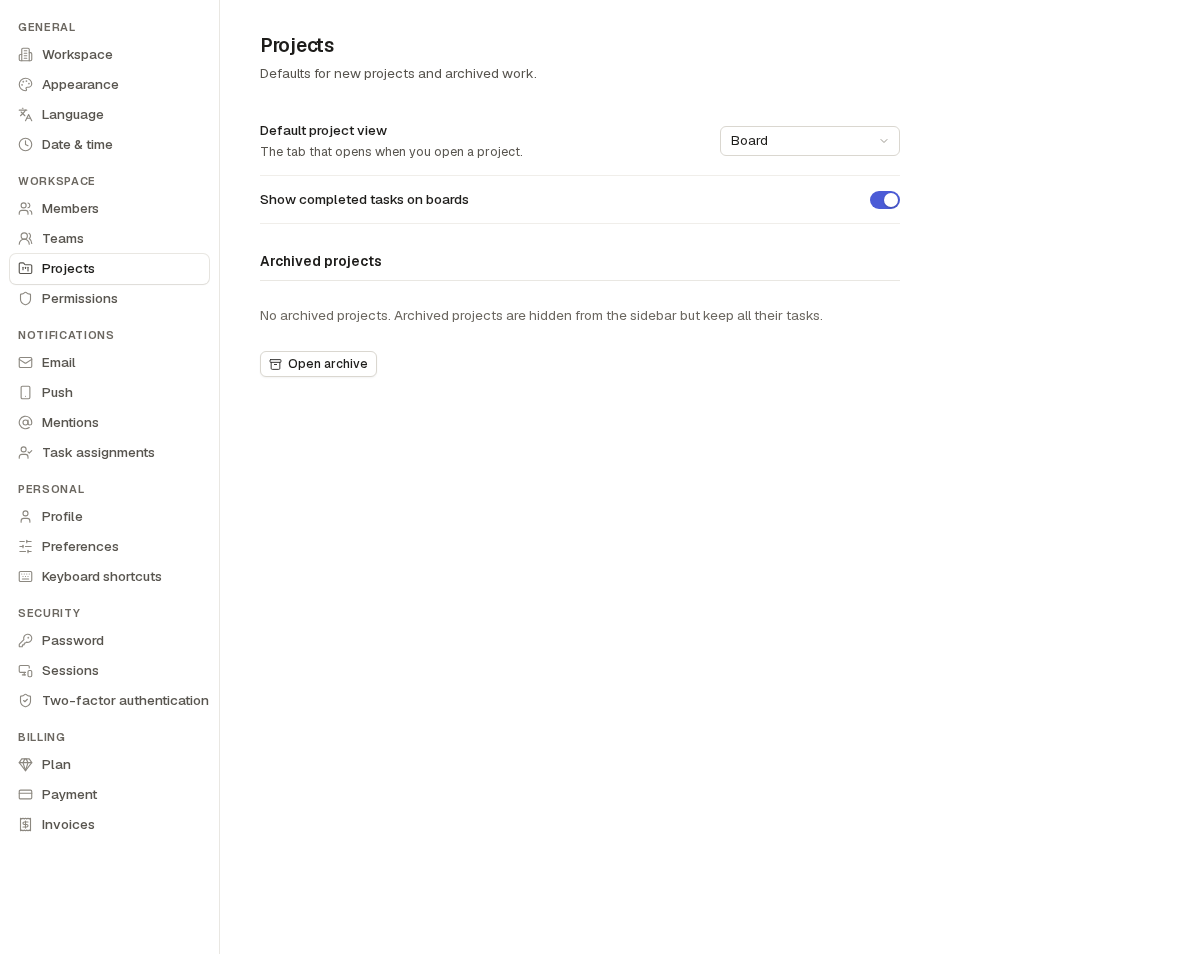 GENERAL
Workspace
Appearance
Language
Date & time
WORKSPACE
Members
Teams
Projects
Permissions
NOTIFICATIONS
Email
Push
Mentions
Task assignments
PERSONAL
Profile
Preferences
Keyboard shortcuts
SECURITY
Password
Sessions
Two-factor authentication
BILLING
Plan
Payment
Invoices
Projects
Defaults for new projects and archived work.
Default project view
The tab that opens when you open a project.
Board
Show completed tasks on boards
Archived projects
No archived projects. Archived projects are hidden from the sidebar but keep all their tasks.
Open archive